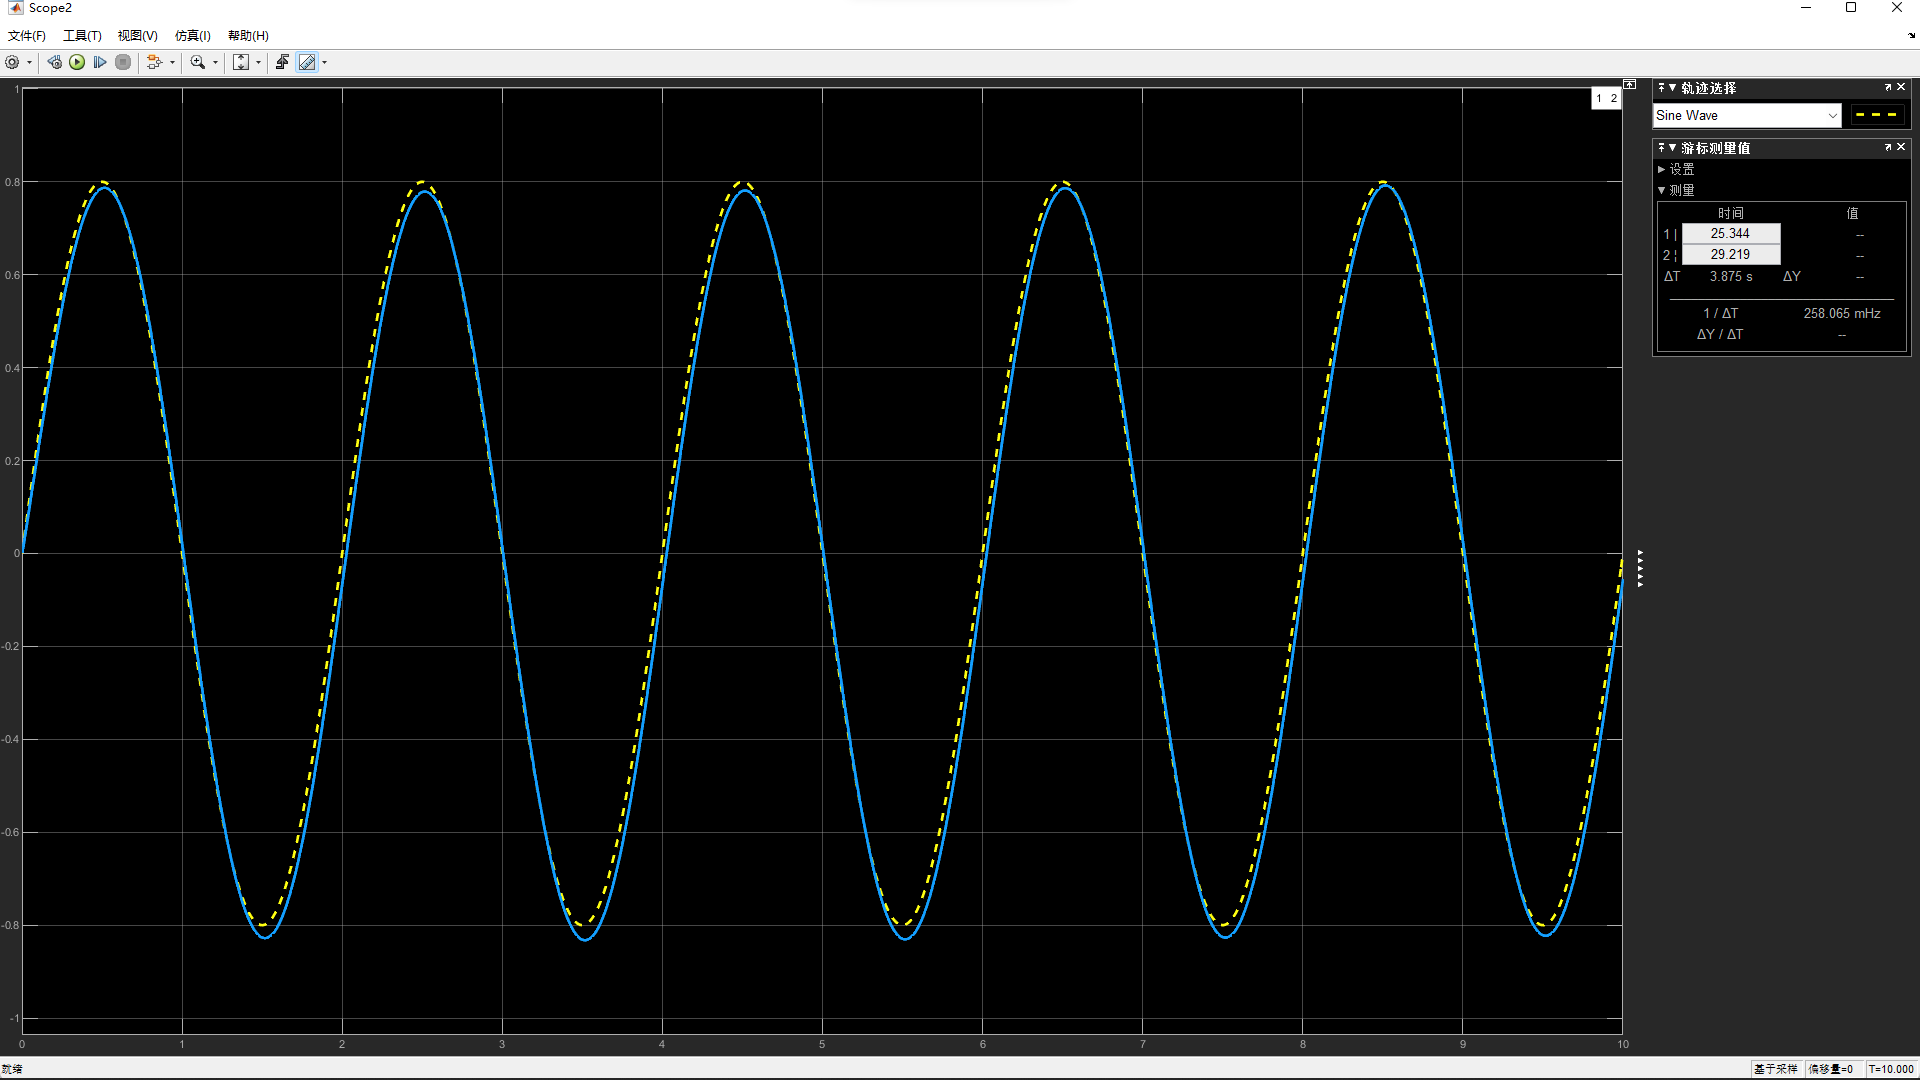 Scope2
文件(F) 工具(T) 视图(V) 仿真(I) 帮助(H)
1 2
1
0.8
0.6
0.4
0.2
0
-0.2
-0.4
-0.6
-0.8
-1
0 1 2 3 4 5 6 7 8 9 10
轨迹选择
Sine Wave
游标测量值
设置
测量
时间 值
1 | 25.344 --
2 ¦ 29.219 --
ΔT 3.875 s ΔY --
1 / ΔT 258.065 mHz
ΔY / ΔT --
就绪 基于采样 偏移量=0 T=10.000